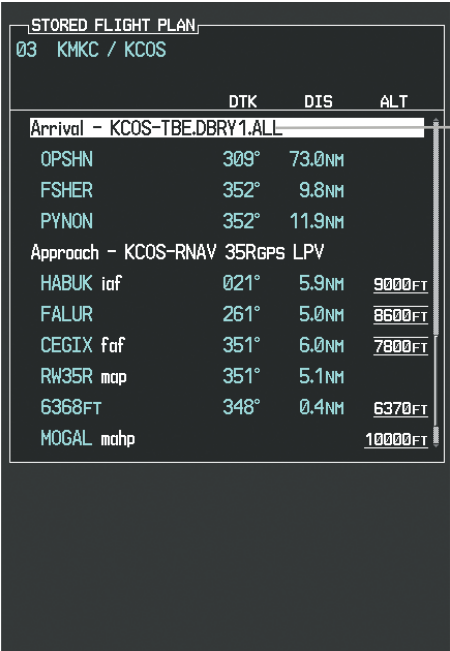 STORED FLIGHT PLAN
03 KMKC / KCOS
DTK DIS ALT
Arrival – KCOS-TBE.DBRY1.ALL
OPSHN 309° 73.0NM
FSHER 352° 9.8NM
PYNON 352° 11.9NM
Approach – KCOS-RNAV 35RGPS LPV
HABUK iaf 021° 5.9NM 9000FT
FALUR 261° 5.0NM 8600FT
CEGIX faf 351° 6.0NM 7800FT
RW35R map 351° 5.1NM
6368FT 348° 0.4NM 6370FT
MOGAL mahp 10000FT